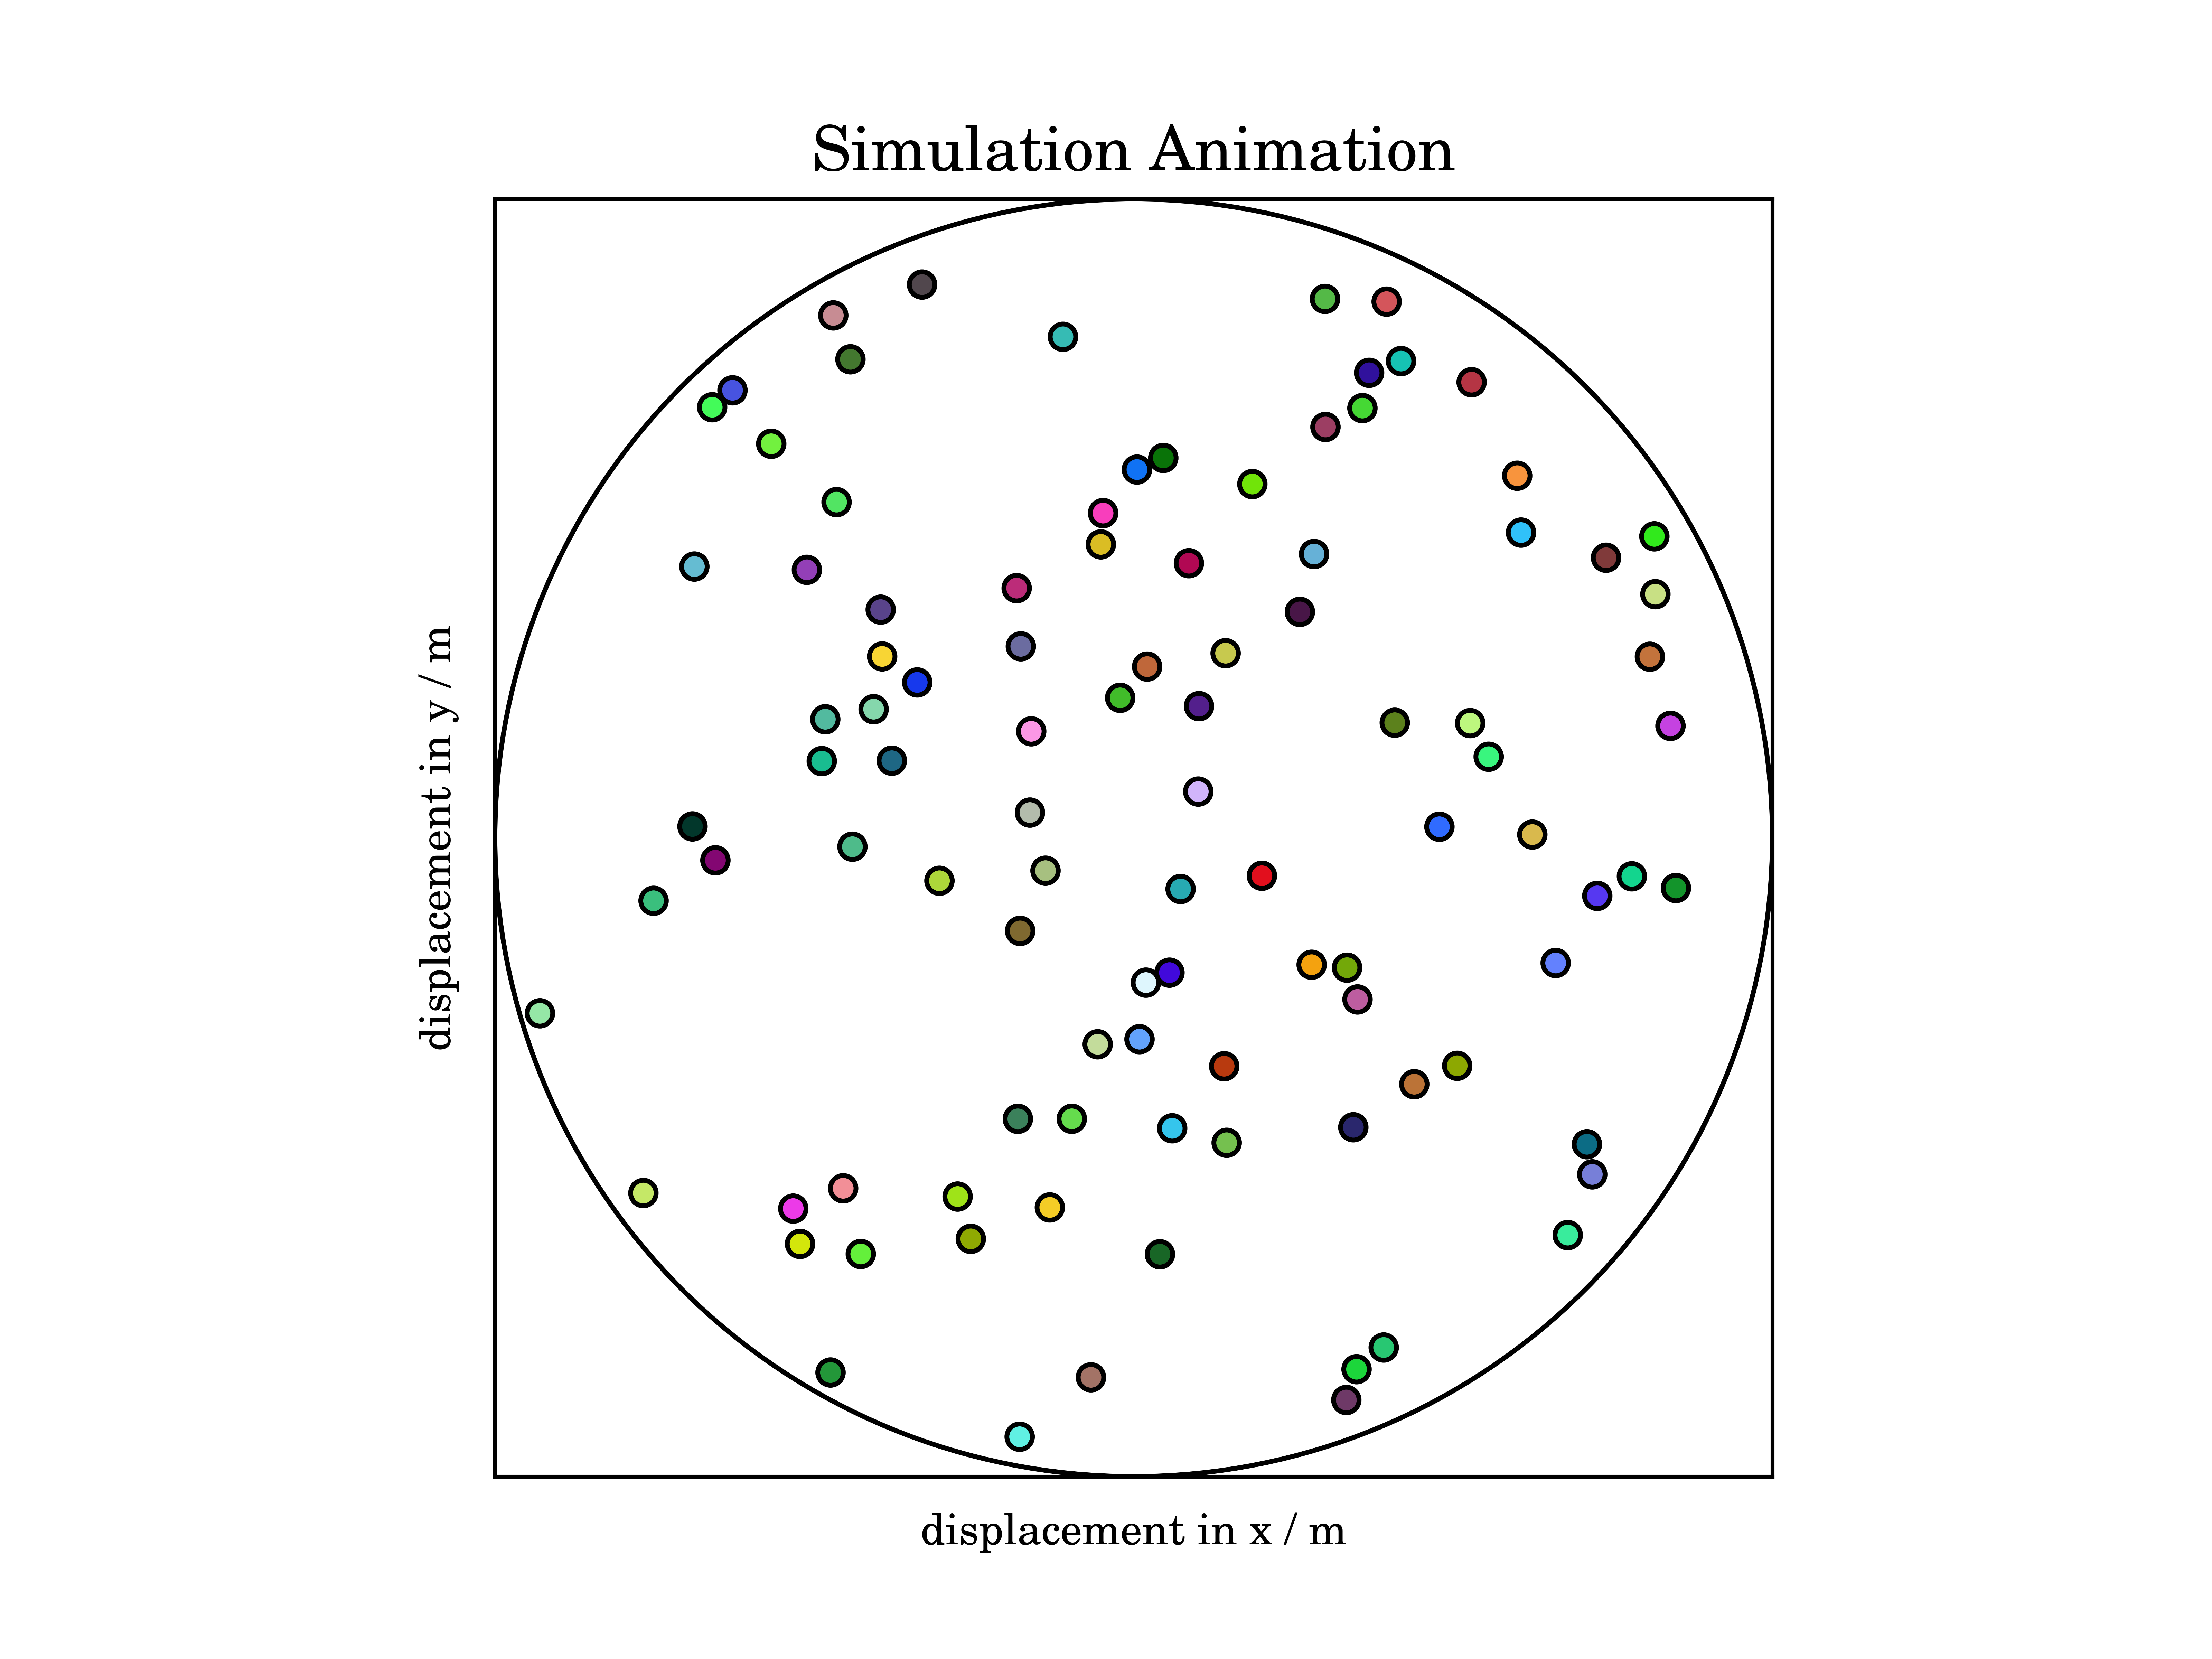 Simulation Animation
displacement in y / m
displacement in x / m